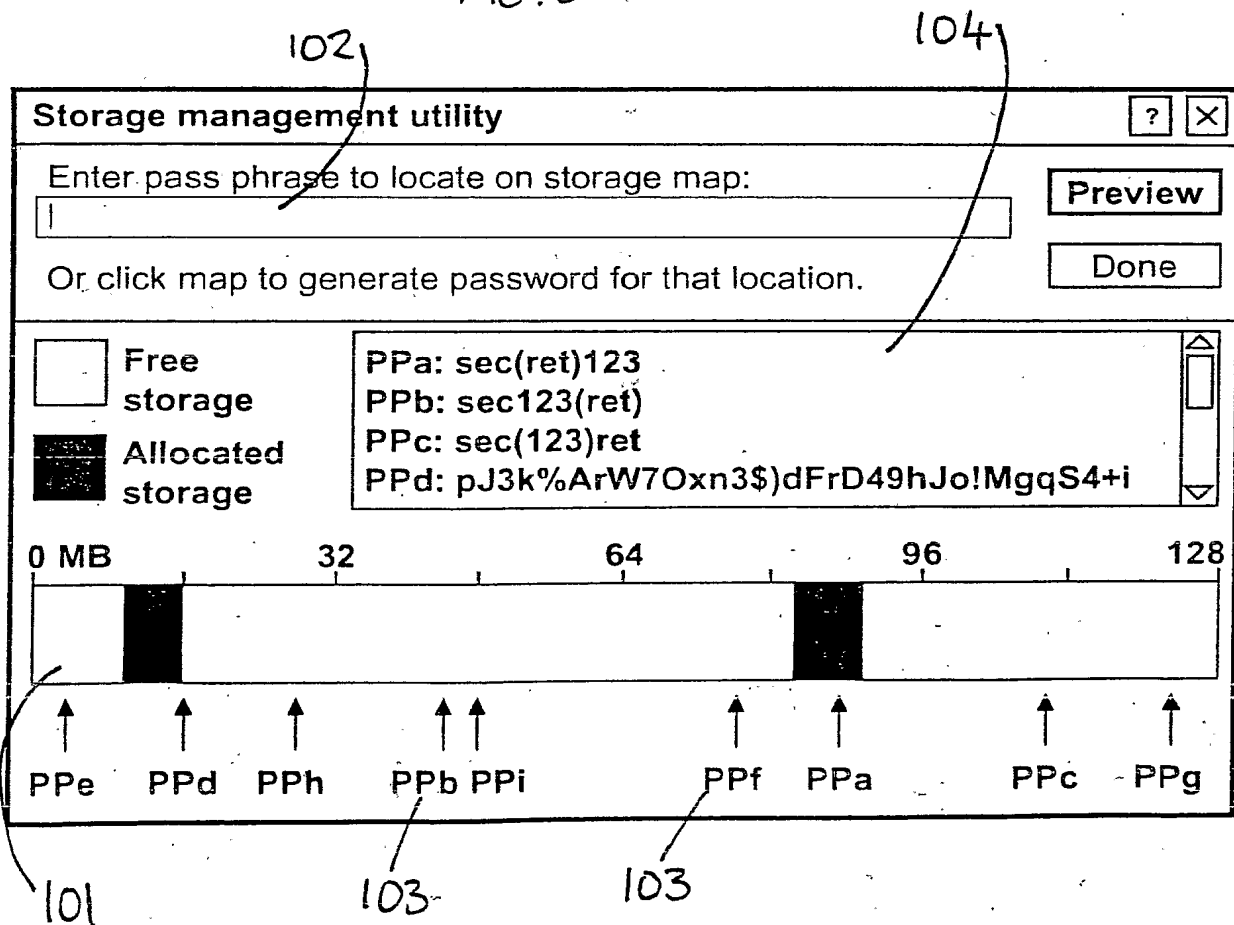 102
104
Storage management utility ? X
Enter pass phrase to locate on storage map:
Preview
Or click map to generate password for that location.
Done
Free storage
Allocated storage
PPa: sec(ret)123
PPb: sec123(ret)
PPc: sec(123)ret
PPd: pJ3k%ArW7Oxn3$)dFrD49hJo!MgqS4+i
0 MB 32 64 96 128
PPe PPd PPh PPb PPi PPf PPa PPc PPg
101 103 103